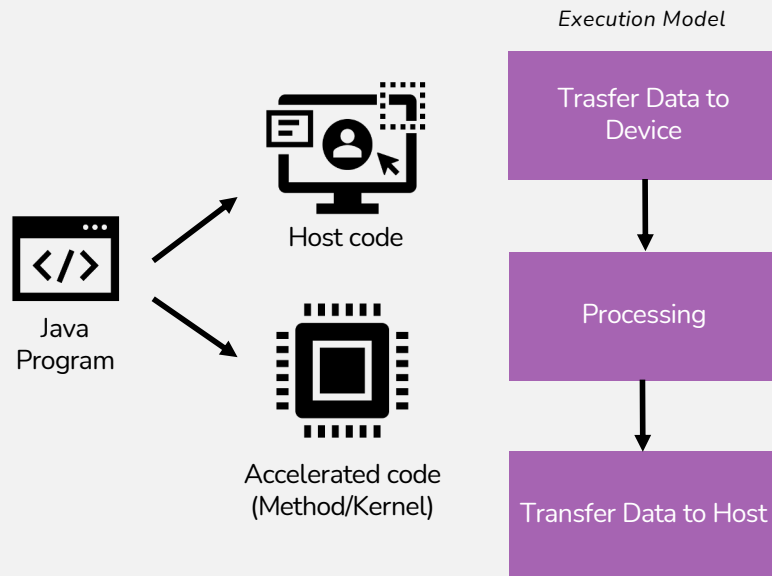 Execution Model
Trasfer Data to
Device
Host code
Java
Program
</>
Processing
Accelerated code
(Method/Kernel)
Transfer Data to Host